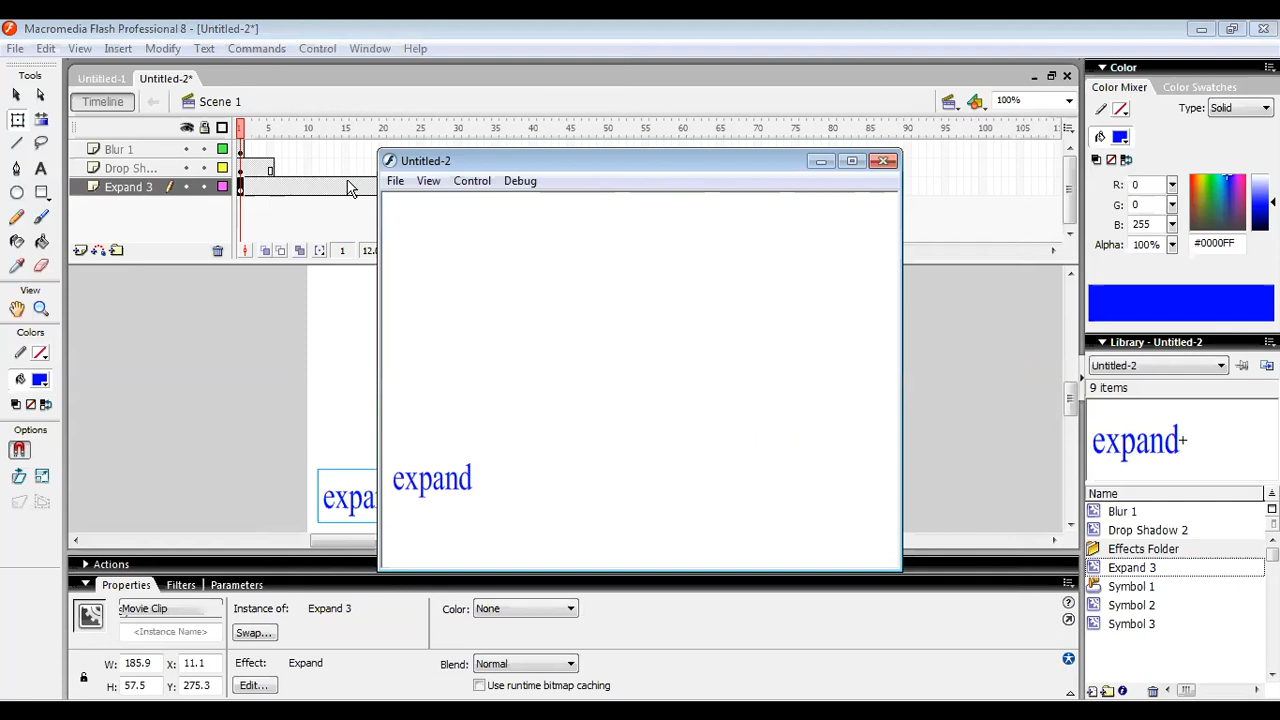 Macromedia Flash Professional 8 - [Untitled-2*]
File Edit View Insert Modify Text Commands Control Window Help
Tools
Untitled-1 Untitled-2*
Timeline Scene 1 100%
1 5 10 15 20 25 30 35 40 45 50 55 60 65 70 75 80 85 90 95 100 105
Blur 1
Drop Sh...
Expand 3
1
View
Colors
Options
Untitled-2
File View Control Debug
expand
Color
Color Mixer Color Swatches
Type: Solid
R: 0
G: 0
B: 255
Alpha: 100% #0000FF
Library - Untitled-2
Untitled-2
9 items
expand+
Name
Blur 1
Drop Shadow 2
Effects Folder
Expand 3
Symbol 1
Symbol 2
Symbol 3
Actions
Properties Filters Parameters
Movie Clip Instance of: Expand 3 Color: None
<Instance Name> Swap...
W: 185.9 X: 11.1 Effect: Expand Blend: Normal
H: 57.5 Y: 275.3 Edit... Use runtime bitmap caching